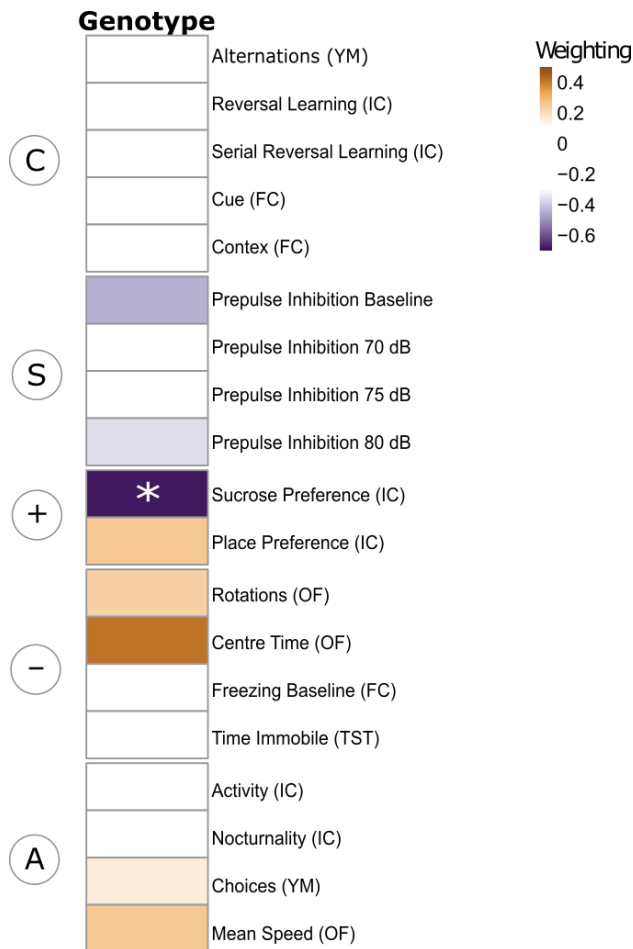 Genotype
Weighting
Alternations (YM)
Reversal Learning (IC)
Serial Reversal Learning (IC)
Cue (FC)
Contex (FC)
C
0.4
0.2
0
−0.2
−0.4
−0.6
Prepulse Inhibition Baseline
Prepulse Inhibition 70 dB
Prepulse Inhibition 75 dB
Prepulse Inhibition 80 dB
S
*
Sucrose Preference (IC)
Place Preference (IC)
+
Rotations (OF)
Centre Time (OF)
Freezing Baseline (FC)
Time Immobile (TST)
−
Activity (IC)
Nocturnality (IC)
Choices (YM)
Mean Speed (OF)
A